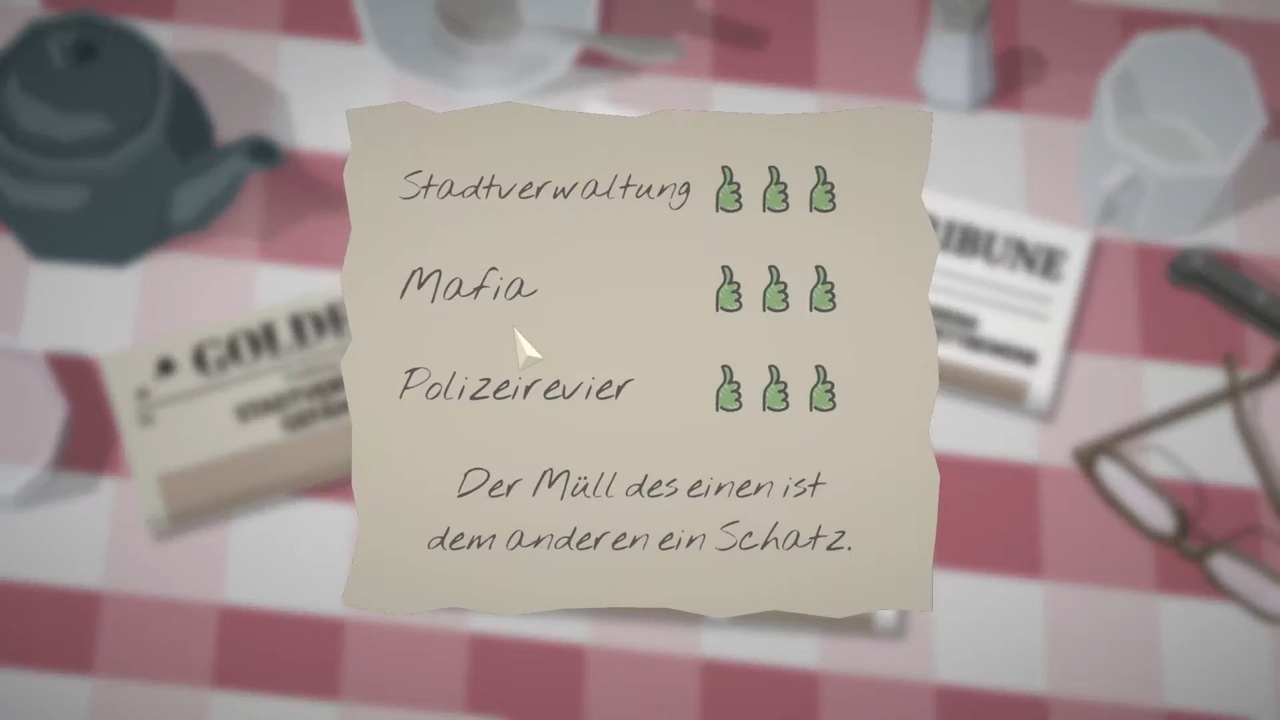 Stadtverwaltung
Mafia
Polizeirevier
Der Müll des einen ist
dem anderen ein Schatz.